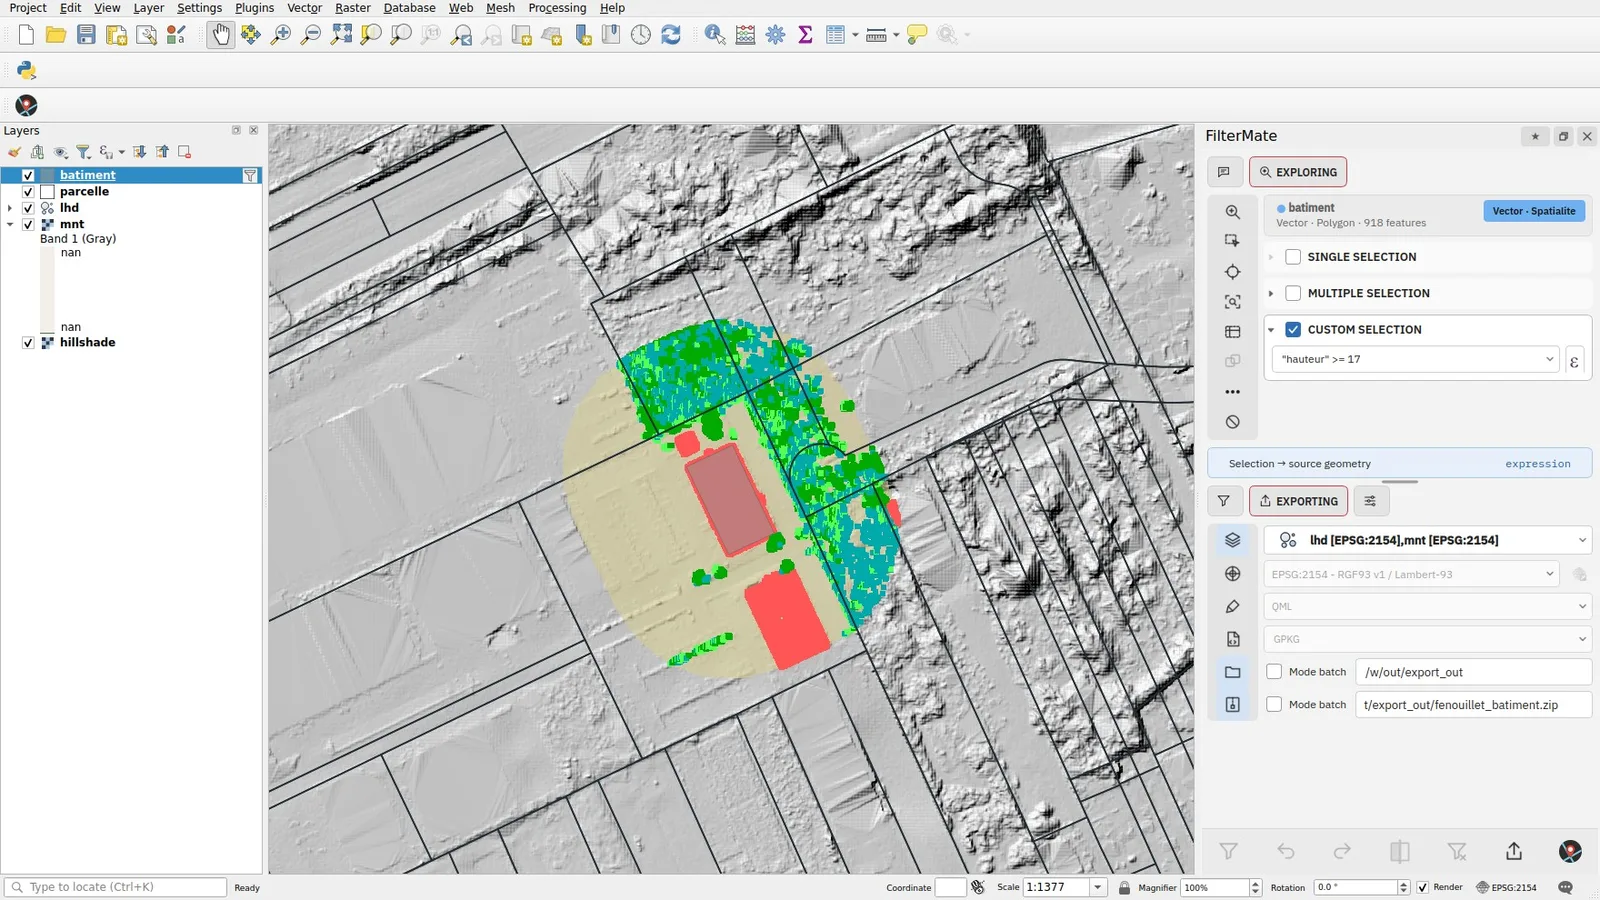 Project Edit View Layer Settings Plugins Vector Raster Database Web Mesh Processing Help
Layers
batiment
parcelle
lhd
mnt
Band 1 (Gray)
nan
nan
hillshade
FilterMate
EXPLORING
batiment
Vector · Polygon · 918 features
Vector · Spatialite
SINGLE SELECTION
MULTIPLE SELECTION
CUSTOM SELECTION
"hauteur" >= 17
ε
Selection → source geometry
expression
EXPORTING
lhd [EPSG:2154],mnt [EPSG:2154]
EPSG:2154 - RGF93 v1 / Lambert-93
QML
GPKG
Mode batch
/w/out/export_out
Mode batch
t/export_out/fenouillet_batiment.zip
Type to locate (Ctrl+K)
Ready
Coordinate
Scale
1:1377
Magnifier
100%
Rotation
0.0 °
Render
EPSG:2154